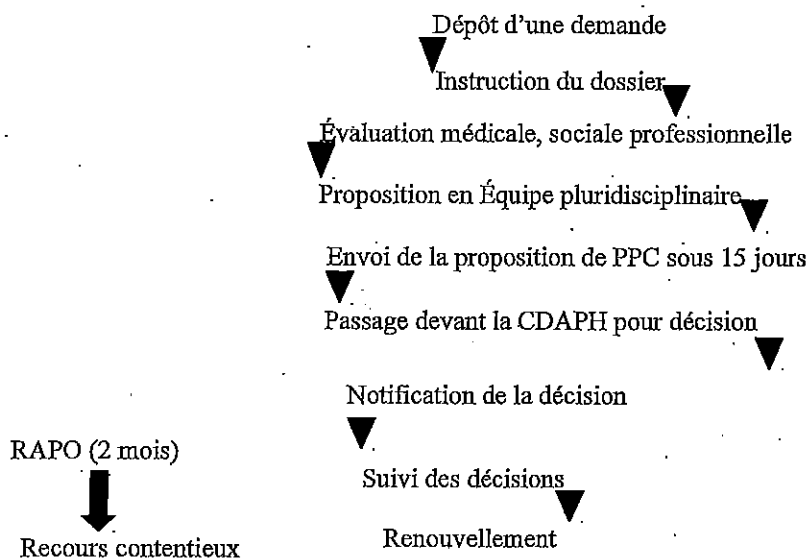 Dépôt d'une demande
Instruction du dossier
Évaluation médicale, sociale professionnelle
Proposition en Équipe pluridisciplinaire
Envoi de la proposition de PPC sous 15 jours
Passage devant la CDAPH pour décision
Notification de la décision
RAPO (2 mois)
Suivi des décisions
Recours contentieux
Renouvellement